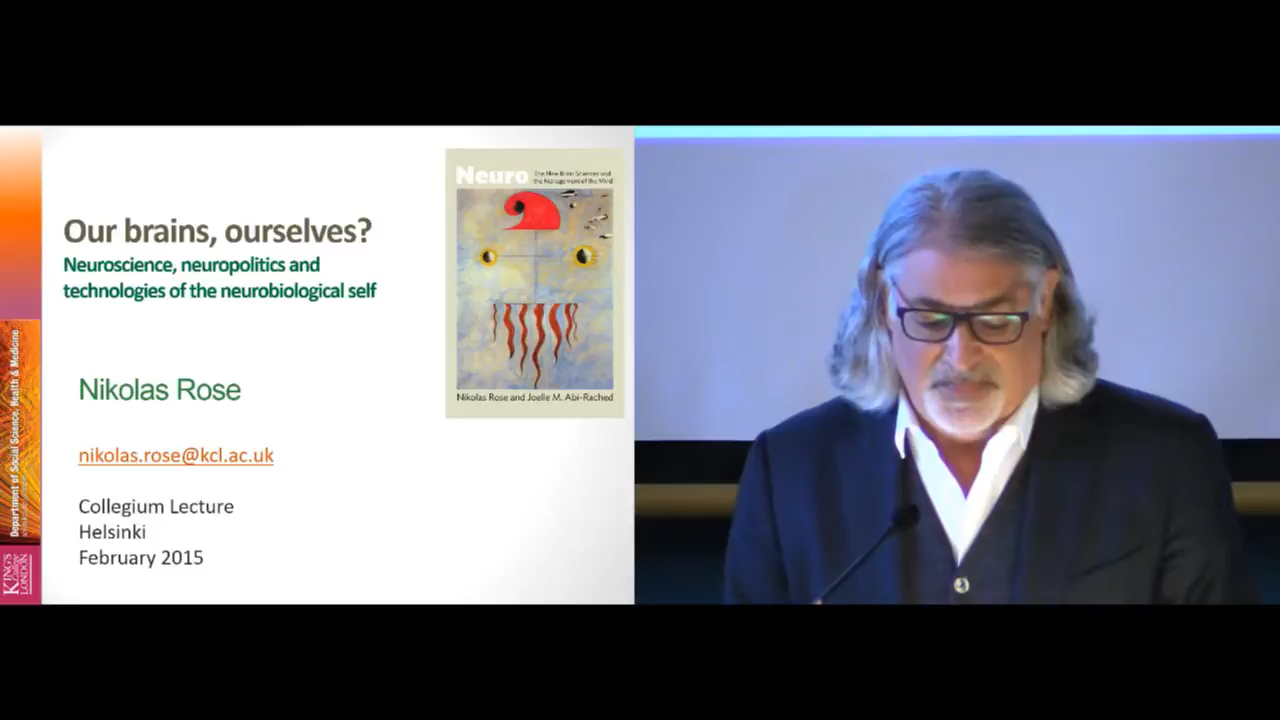 Our brains, ourselves?
Neuroscience, neuropolitics and
technologies of the neurobiological self
Nikolas Rose
nikolas.rose@kcl.ac.uk
Collegium Lecture
Helsinki
February 2015
Neuro
The New Brain Sciences and
the Management of the Mind
Nikolas Rose and Joelle M. Abi-Rached
Department of Social Science, Health & Medicine
KING'S
College
LONDON